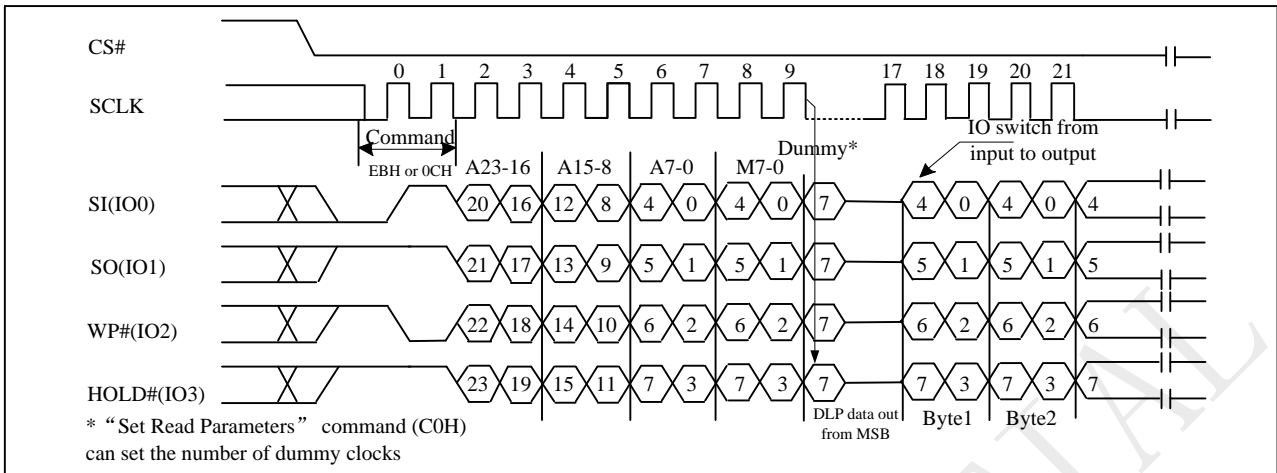 CS#
0 1 2 3 4 5 6 7 8 9 17 18 19 20 21
SCLK
Command
Dummy*
IO switch from
input to output
EBH or 0CH
A23-16 A15-8 A7-0 M7-0
SI(IO0) 20 16 12 8 4 0 4 0 7 4 0 4 0 4
SO(IO1) 21 17 13 9 5 1 5 1 7 5 1 5 1 5
WP#(IO2) 22 18 14 10 6 2 6 2 7 6 2 6 2 6
HOLD#(IO3) 23 19 15 11 7 3 7 3 7 7 3 7 3 7
DLP data out
from MSB
Byte1 Byte2
* “Set Read Parameters” command (C0H)
can set the number of dummy clocks